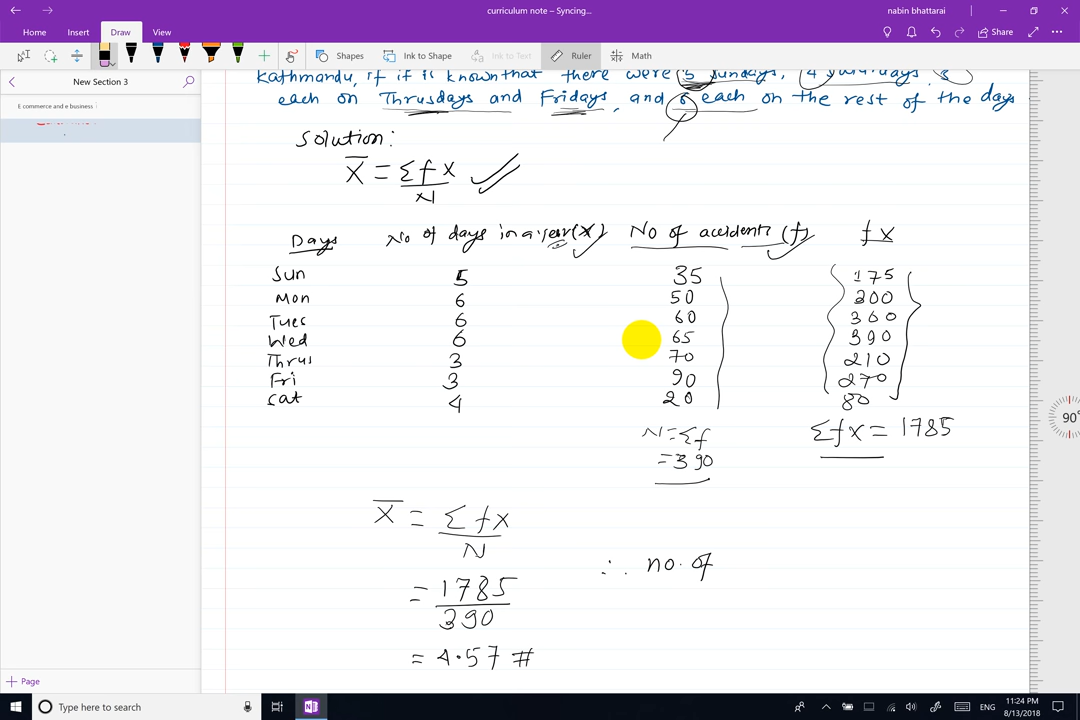 curriculum note – Syncing...
nabin bhattarai
Home Insert Draw View
Share
Shapes Ink to Shape Ink to Text Ruler Math
New Section 3
E commerce and e business
Kathmandu, if if is known that there were 5 Sundays, 4 3
each on Thrusdays and Fridays, and 6 each on the rest of the days
Solution:
X̅ = Σfx
N
Days No of days in a year (X) No of accidents (f) fx
Sun 5 35 175
Mon 6 50 300
Tues 6 60 360
Wed 6 65 390
Thrus 3 70 210
Fri 3 90 270
Sat 4 20 80
N=Σf
=390
Σfx = 1785
X̅ = Σfx
N
= 1785
390
= 4.57 #
∴ no. of
90°
Page
Type here to search
ENG
11:24 PM
8/13/2018